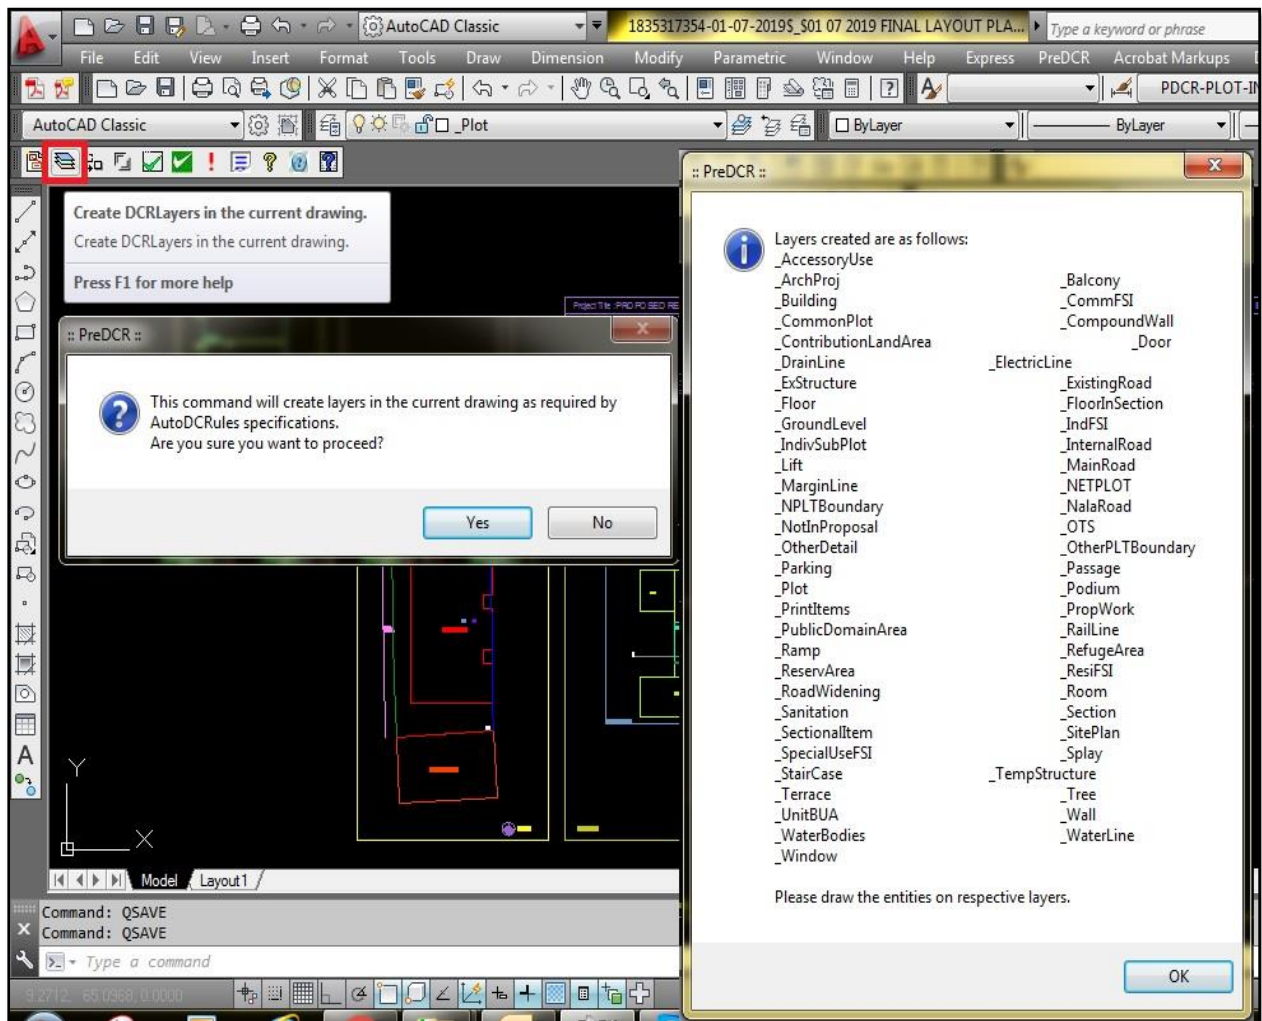 AutoCAD Classic 1835317354-01-07-2019$_$01 07 2019 FINAL LAYOUT PLA... Type a keyword or phrase
File Edit View Insert Format Tools Draw Dimension Modify Parametric Window Help Express PreDCR Acrobat Markups
PDCR-PLOT-IN
AutoCAD Classic _Plot ByLayer ByLayer
Create DCRLayers in the current drawing.
Create DCRLayers in the current drawing.
Press F1 for more help
:: PreDCR ::
This command will create layers in the current drawing as required by
AutoDCRules specifications.
Are you sure you want to proceed?
Yes No
Y
X
Model Layout1
Command: QSAVE
Command: QSAVE
Type a command
9.2712, 65.0968, 0.0000
:: PreDCR ::
Layers created are as follows:
_AccessoryUse
_ArchProj _Balcony
_Building _CommFSI
_CommonPlot _CompoundWall
_ContributionLandArea _Door
_DrainLine _ElectricLine
_ExStructure _ExistingRoad
_Floor _FloorInSection
_GroundLevel _IndFSI
_IndivSubPlot _InternalRoad
_Lift _MainRoad
_MarginLine _NETPLOT
_NPLTBoundary _NalaRoad
_NotInProposal _OTS
_OtherDetail _OtherPLTBoundary
_Parking _Passage
_Plot _Podium
_PrintItems _PropWork
_PublicDomainArea _RailLine
_Ramp _RefugeArea
_ReservArea _ResiFSI
_RoadWidening _Room
_Sanitation _Section
_SectionalItem _SitePlan
_SpecialUseFSI _Splay
_StairCase _TempStructure
_Terrace _Tree
_UnitBUA _Wall
_WaterBodies _WaterLine
_Window
Please draw the entities on respective layers.
OK